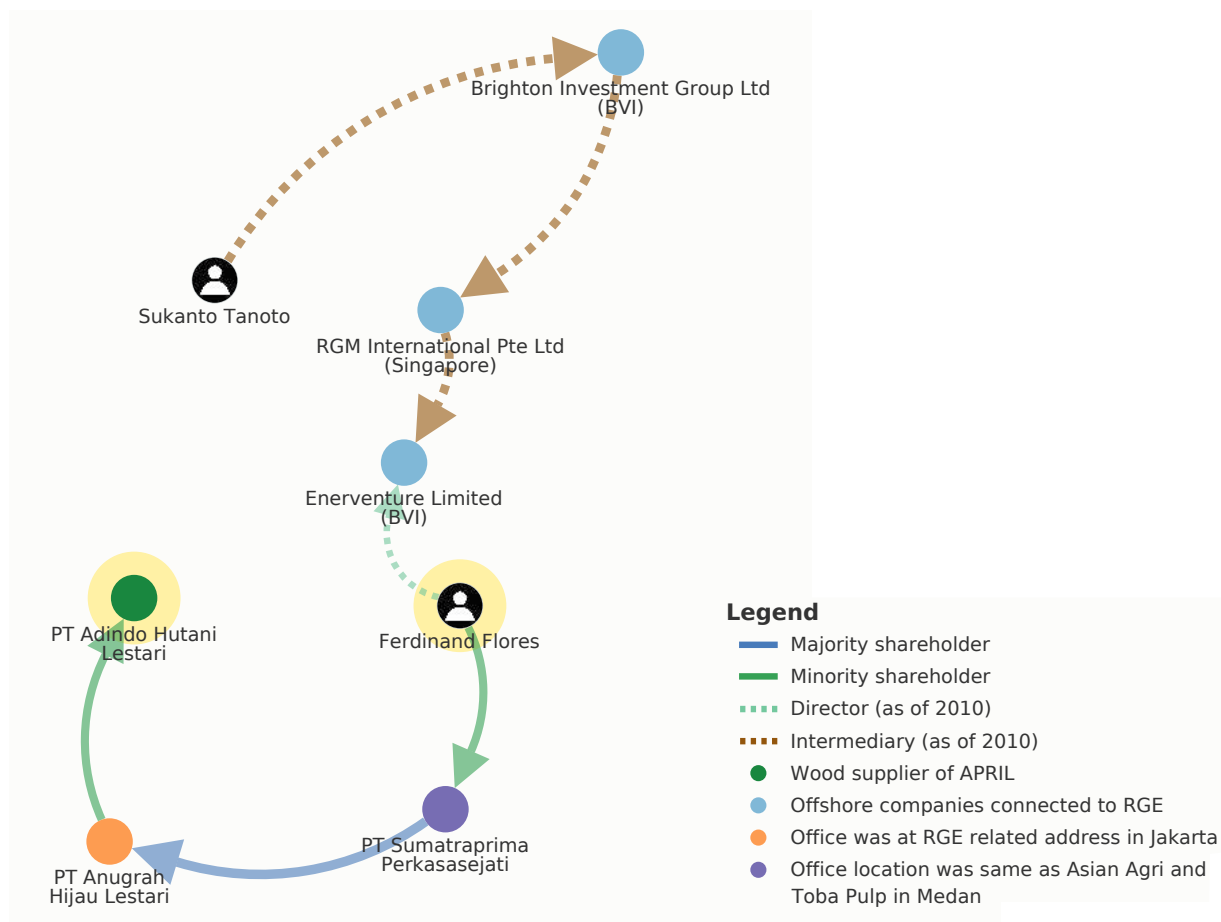 Brighton Investment Group Ltd
(BVI)
Sukanto Tanoto
RGM International Pte Ltd
(Singapore)
Enerventure Limited
(BVI)
PT Adindo Hutani
Lestari
Ferdinand Flores
PT Sumatraprima
Perkasasejati
PT Anugrah
Hijau Lestari
Legend
Majority shareholder
Minority shareholder
Director (as of 2010)
Intermediary (as of 2010)
Wood supplier of APRIL
Offshore companies connected to RGE
Office was at RGE related address in Jakarta
Office location was same as Asian Agri and
Toba Pulp in Medan